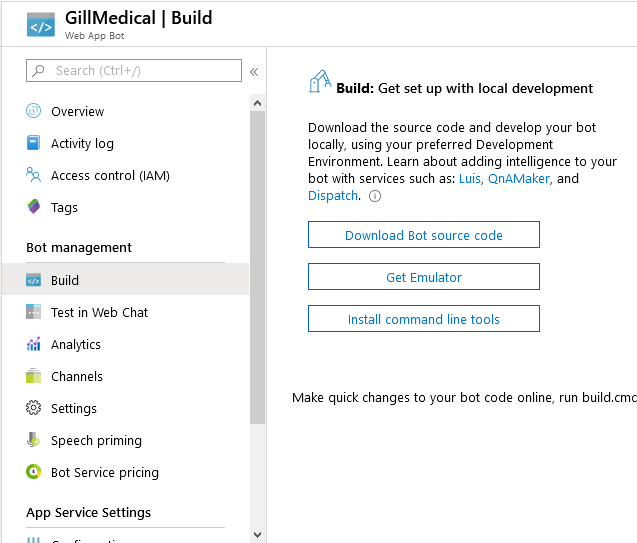 GillMedical | Build
Web App Bot
Search (Ctrl+/)
«
Overview
Activity log
Access control (IAM)
Tags
Bot management
Build
Test in Web Chat
Analytics
Channels
Settings
Speech priming
Bot Service pricing
App Service Settings
Build: Get set up with local development
Download the source code and develop your bot
locally, using your preferred Development
Environment. Learn about adding intelligence to your
bot with services such as: Luis, QnAMaker, and
Dispatch.
Download Bot source code
Get Emulator
Install command line tools
Make quick changes to your bot code online, run build.cmd